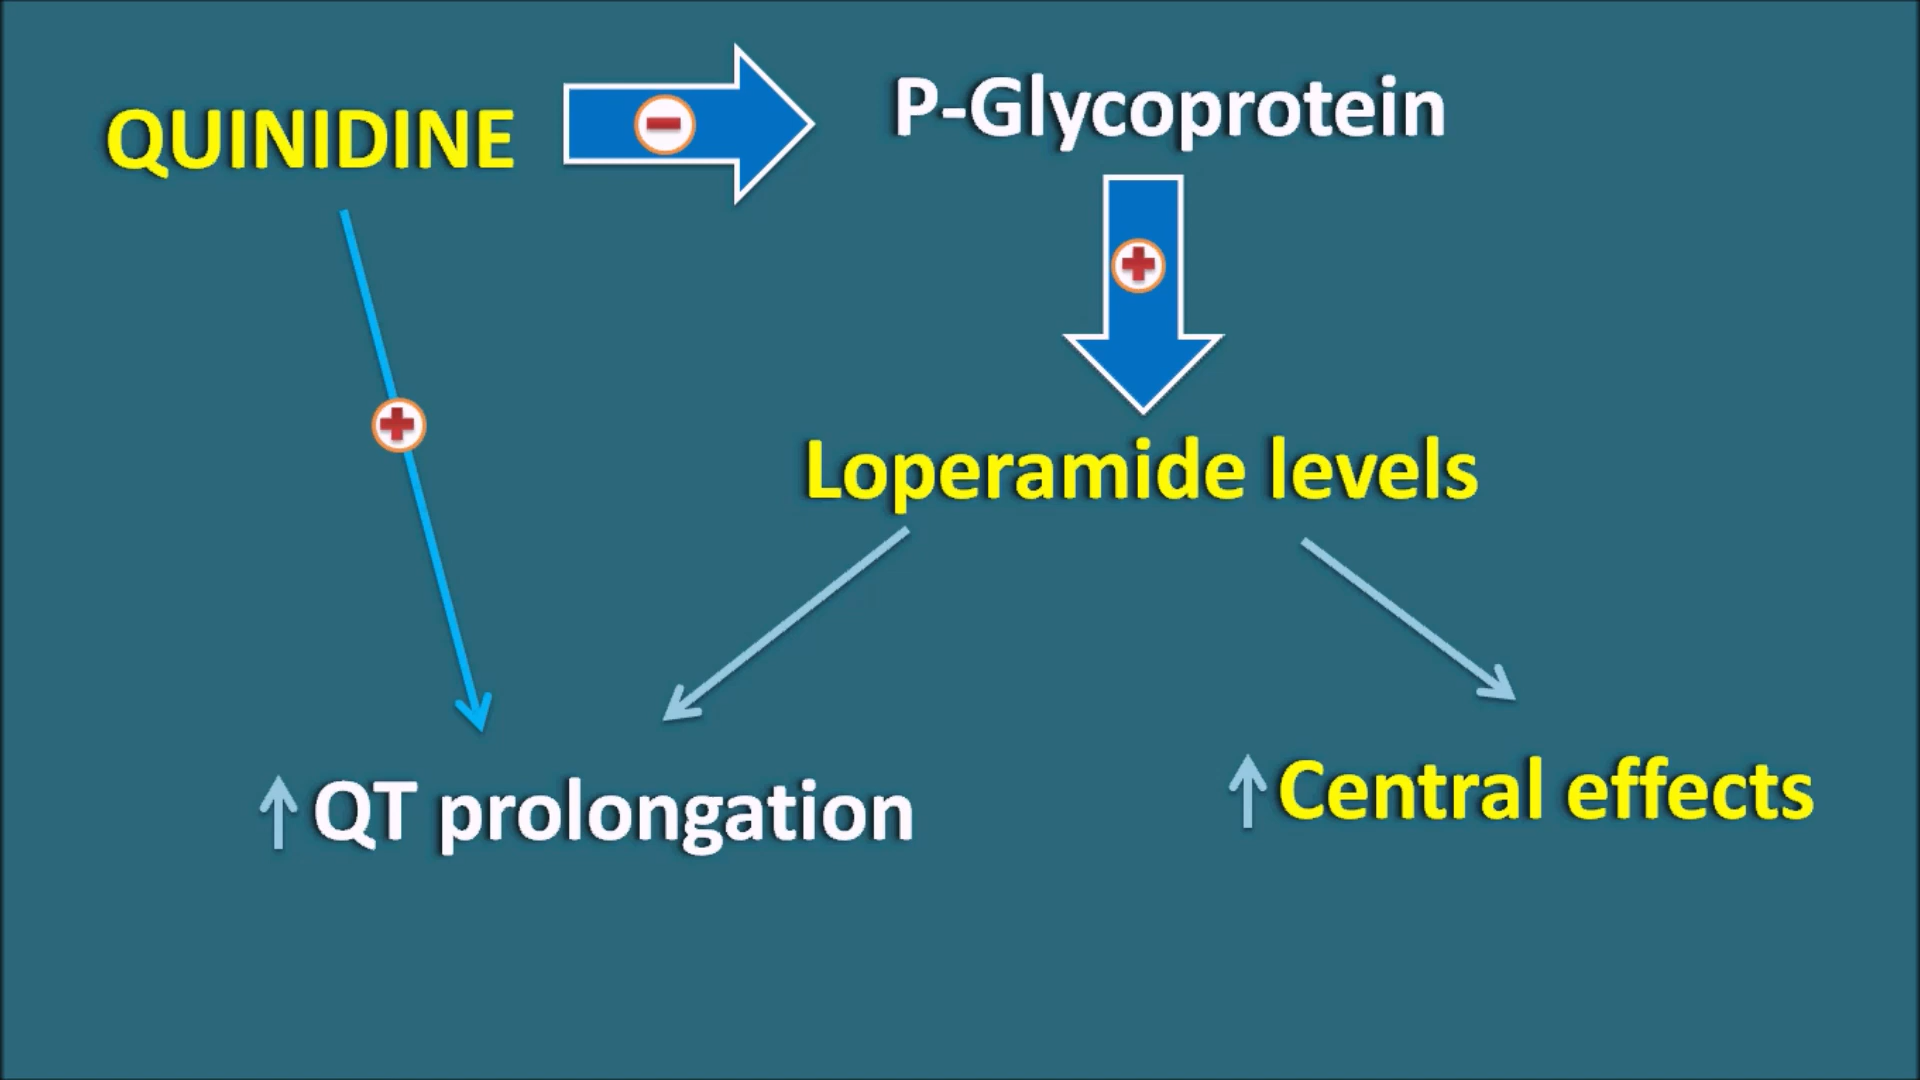 QUINIDINE
P-Glycoprotein
Loperamide levels
↑QT prolongation
↑Central effects